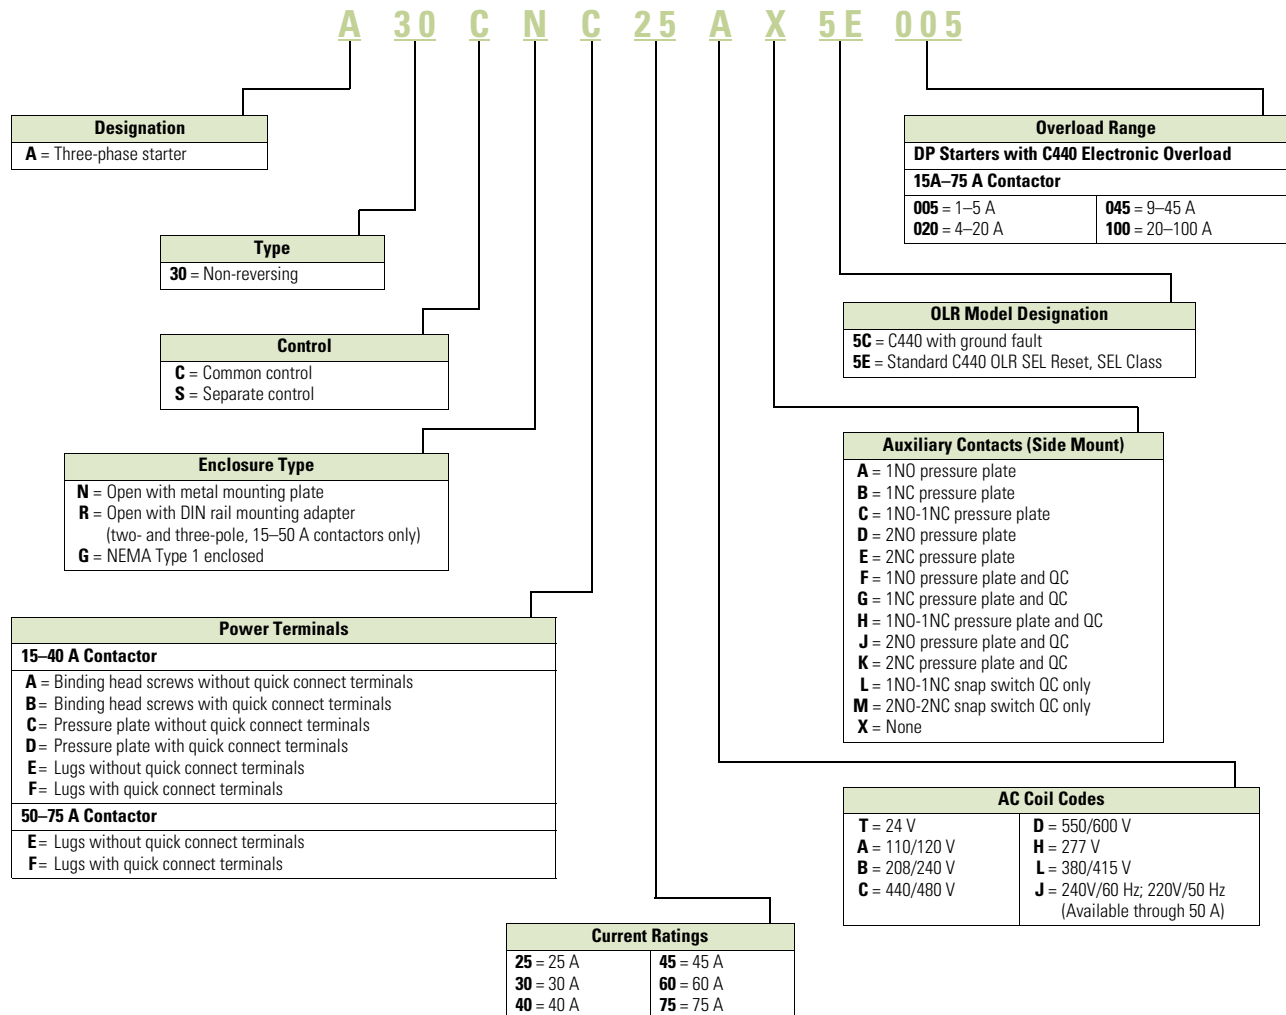 A 30 C N C 25 A X 5E 005
Designation
A = Three-phase starter
Type
30 = Non-reversing
Control
C = Common control
S = Separate control
Enclosure Type
N = Open with metal mounting plate
R = Open with DIN rail mounting adapter
(two- and three-pole, 15–50 A contactors only)
G = NEMA Type 1 enclosed
Power Terminals
15–40 A Contactor
A = Binding head screws without quick connect terminals
B = Binding head screws with quick connect terminals
C = Pressure plate without quick connect terminals
D = Pressure plate with quick connect terminals
E = Lugs without quick connect terminals
F = Lugs with quick connect terminals
50–75 A Contactor
E = Lugs without quick connect terminals
F = Lugs with quick connect terminals
Current Ratings
25 = 25 A
30 = 30 A
40 = 40 A
45 = 45 A
60 = 60 A
75 = 75 A
Overload Range
DP Starters with C440 Electronic Overload
15A–75 A Contactor
005 = 1–5 A
020 = 4–20 A
045 = 9–45 A
100 = 20–100 A
OLR Model Designation
5C = C440 with ground fault
5E = Standard C440 OLR SEL Reset, SEL Class
Auxiliary Contacts (Side Mount)
A = 1NO pressure plate
B = 1NC pressure plate
C = 1NO-1NC pressure plate
D = 2NO pressure plate
E = 2NC pressure plate
F = 1NO pressure plate and QC
G = 1NC pressure plate and QC
H = 1NO-1NC pressure plate and QC
J = 2NO pressure plate and QC
K = 2NC pressure plate and QC
L = 1NO-1NC snap switch QC only
M = 2NO-2NC snap switch QC only
X = None
AC Coil Codes
T = 24 V
A = 110/120 V
B = 208/240 V
C = 440/480 V
D = 550/600 V
H = 277 V
L = 380/415 V
J = 240V/60 Hz; 220V/50 Hz
(Available through 50 A)